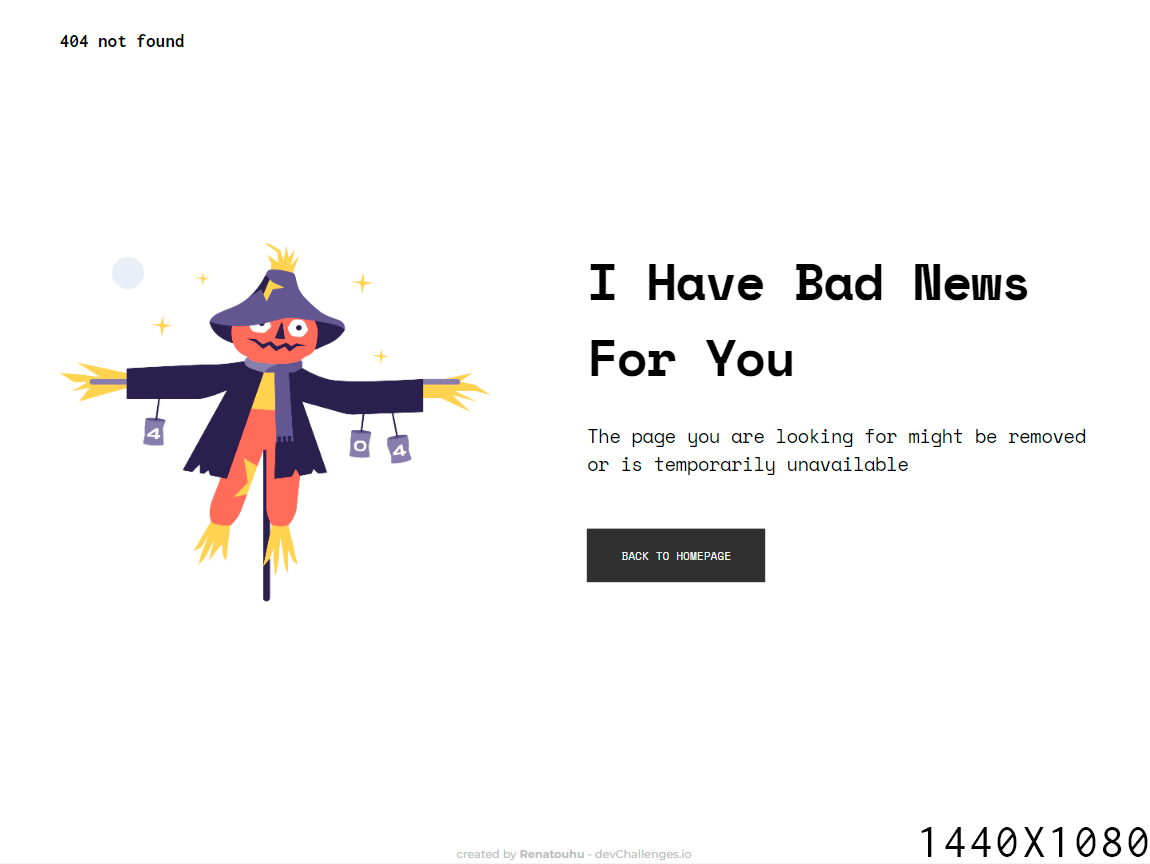 404 not found
I Have Bad News
For You
4
0
4
The page you are looking for might be removed
or is temporarily unavailable
BACK TO HOMEPAGE
created by Renatouhu - devChallenges.io
1440X1080